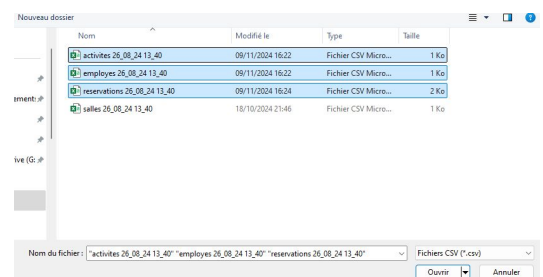 Nouveau dossier
Nom Modifié le Type Taille
activites 26_08_24 13_40 09/11/2024 16:22 Fichier CSV Micro... 1 Ko
employes 26_08_24 13_40 09/11/2024 16:22 Fichier CSV Micro... 1 Ko
reservations 26_08_24 13_40 09/11/2024 16:24 Fichier CSV Micro... 2 Ko
ements
salles 26_08_24 13_40 18/10/2024 21:46 Fichier CSV Micro... 1 Ko
ive (G:
Nom du fichier : "activites 26_08_24 13_40" "employes 26_08_24 13_40" "reservations 26_08_24 13_40" Fichiers CSV (*.csv)
Ouvrir Annuler